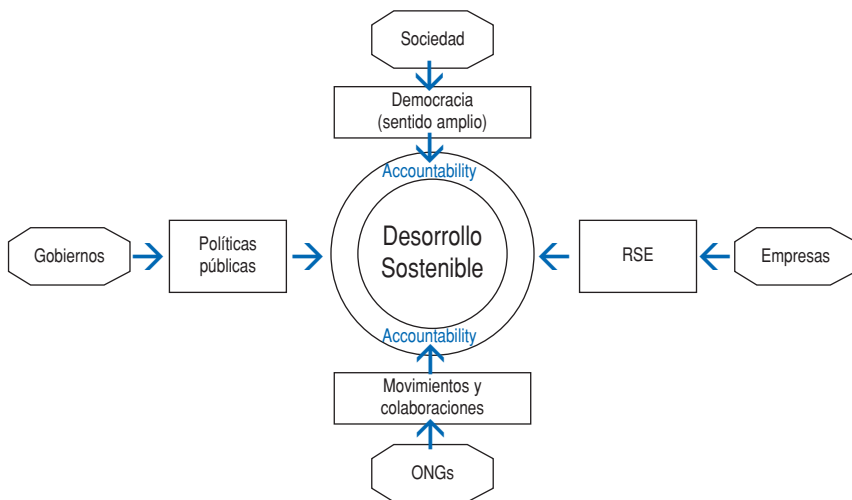 Sociedad
Democracia
(sentido amplio)
Accountability
Gobiernos
Políticas
públicas
Desorrollo
Sostenible
RSE
Empresas
Accountability
Movimientos y
colaboraciones
ONGs